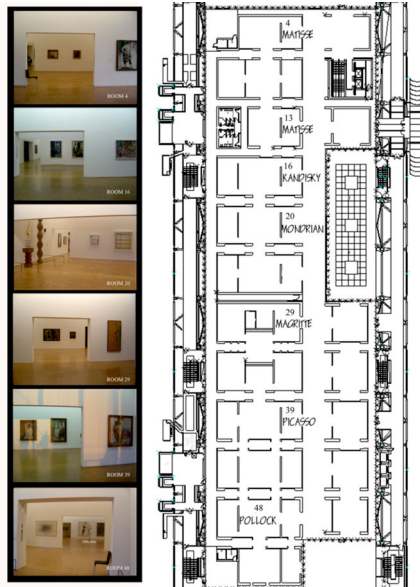 ROOM 4
ROOM 16
ROOM 20
ROOM 29
ROOM 39
ROOM 48
4
MATISSE
13
MATISSE
16
KANDISKY
20
MONDRIAN
29
MAGRITTE
39
PICASSO
48
POLLOCK